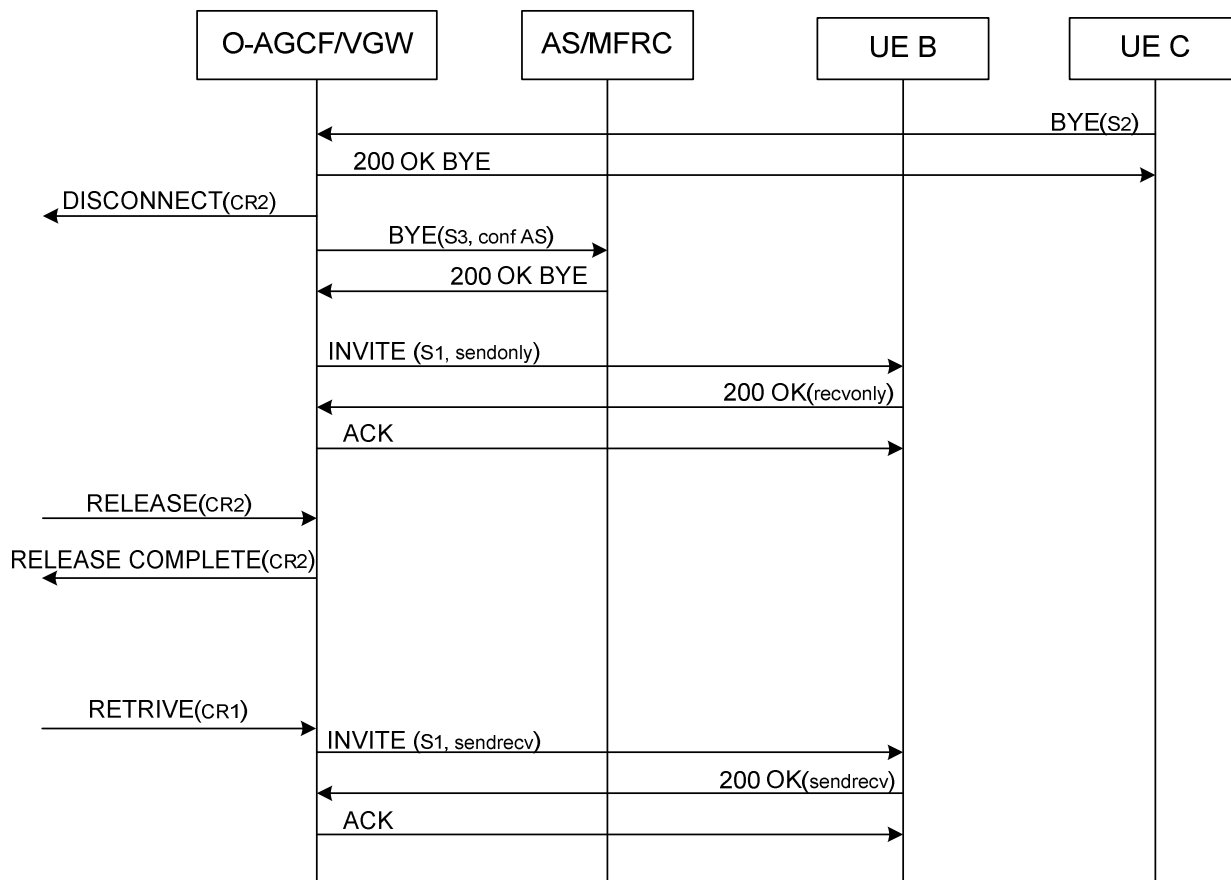 O-AGCF/VGW
AS/MFRC
UE B
UE C
BYE(S2)
200 OK BYE
DISCONNECT(CR2)
BYE(S3, conf AS)
200 OK BYE
INVITE (S1, sendonly)
200 OK(recvonly)
ACK
RELEASE(CR2)
RELEASE COMPLETE(CR2)
RETRIVE(CR1)
INVITE (S1, sendrecv)
200 OK(sendrecv)
ACK